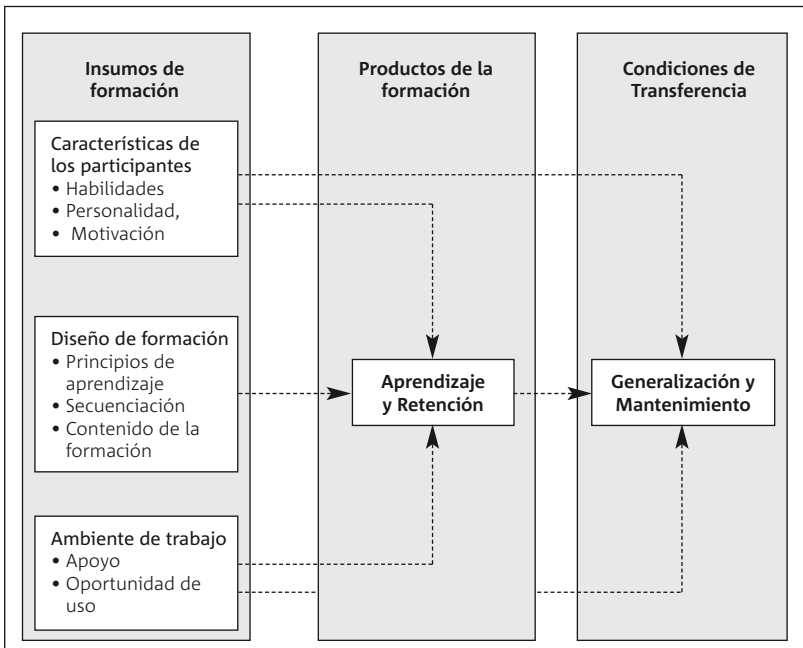 Insumos de
formación
Características de
los participantes
• Habilidades
• Personalidad,
• Motivación
Diseño de formación
• Principios de
aprendizaje
• Secuenciación
• Contenido de la
formación
Ambiente de trabajo
• Apoyo
• Oportunidad de
uso
Productos de la
formación
Aprendizaje
y Retención
Condiciones de
Transferencia
Generalización y
Mantenimiento